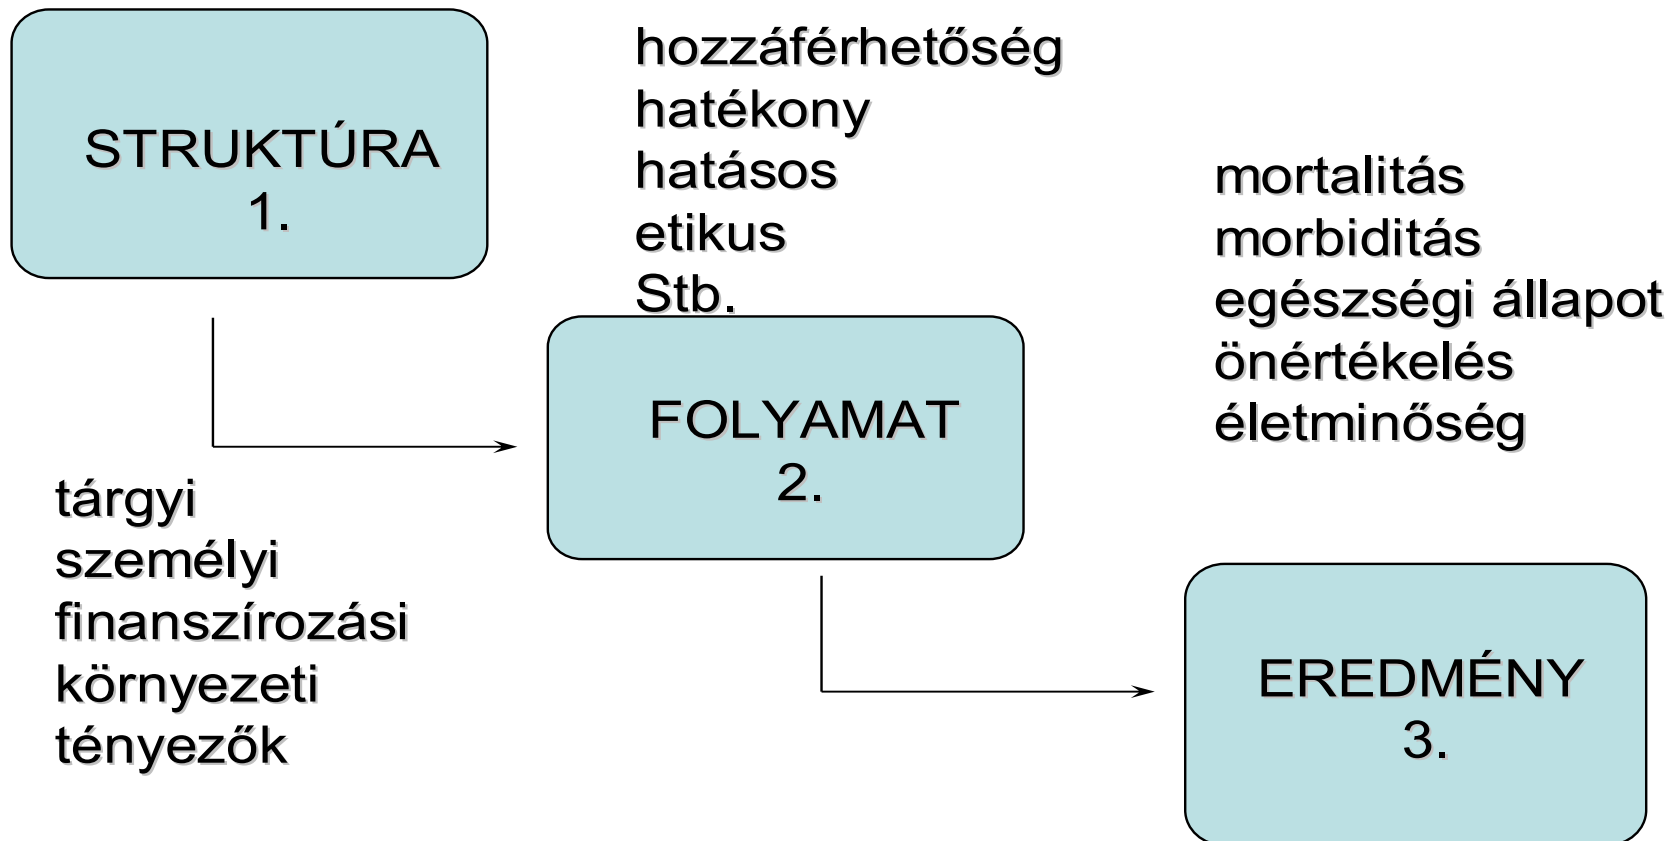 STRUKTÚRA
1.
hozzáférhetőség
hatékony
hatásos
etikus
Stb.
mortalitás
morbiditás
egészségi állapot
önértékelés
életminőség
FOLYAMAT
2.
tárgyi
személyi
finanszírozási
környezeti
tényezők
EREDMÉNY
3.